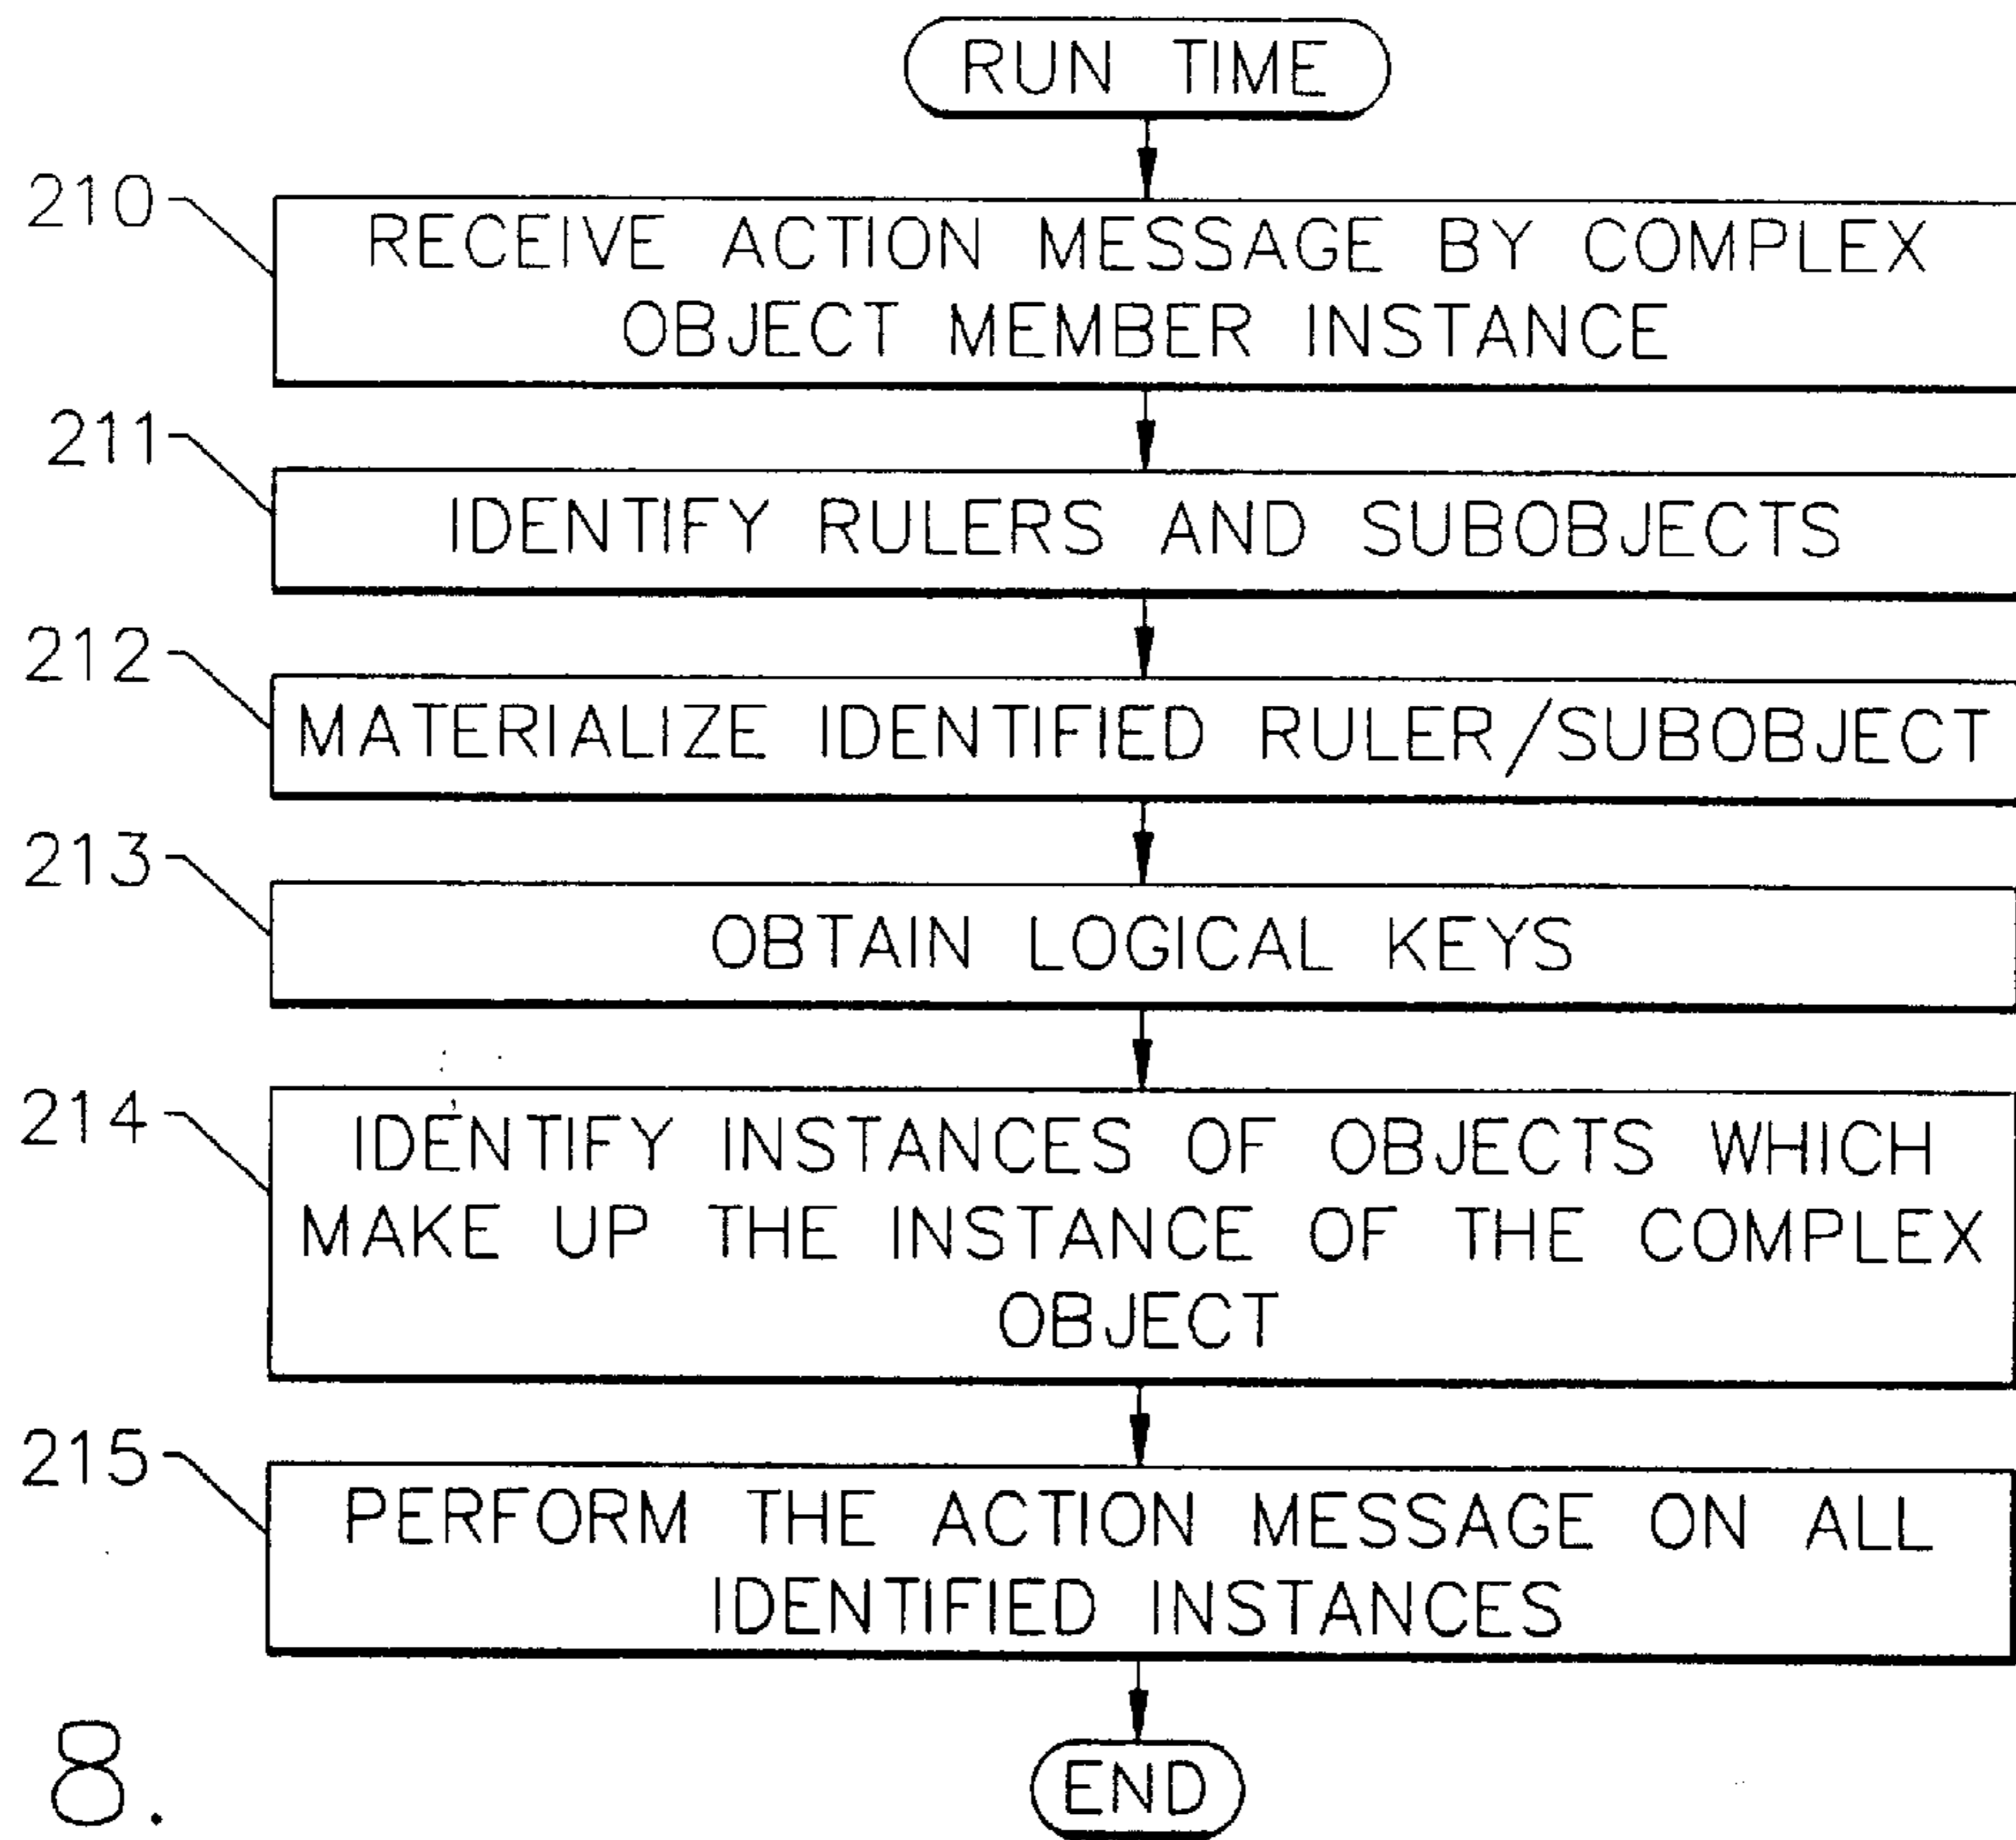 RUN TIME
210
RECEIVE ACTION MESSAGE BY COMPLEX
OBJECT MEMBER INSTANCE
211
IDENTIFY RULERS AND SUBOBJECTS
212
MATERIALIZE IDENTIFIED RULER/SUBOBJECT
213
OBTAIN LOGICAL KEYS
214
IDENTIFY INSTANCES OF OBJECTS WHICH
MAKE UP THE INSTANCE OF THE COMPLEX
OBJECT
215
PERFORM THE ACTION MESSAGE ON ALL
IDENTIFIED INSTANCES
END
8.